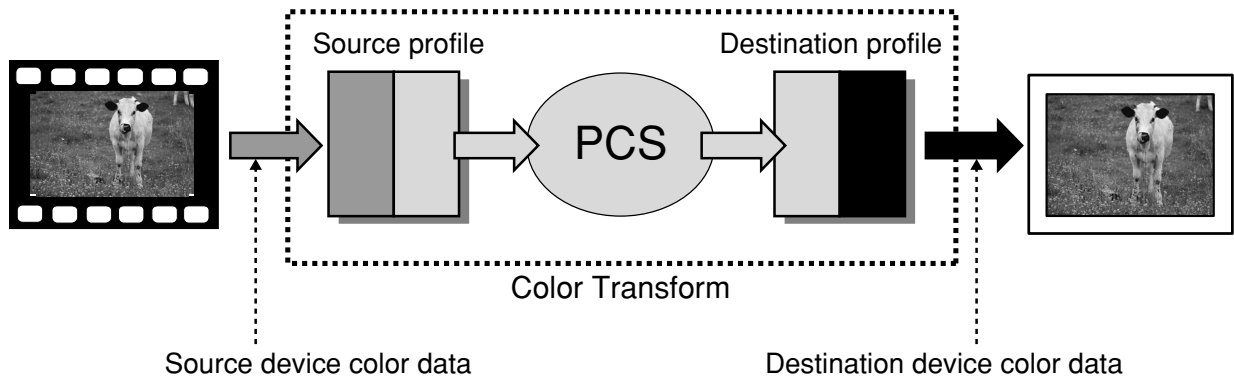 Source profile
Destination profile
PCS
Color Transform
Source device color data
Destination device color data